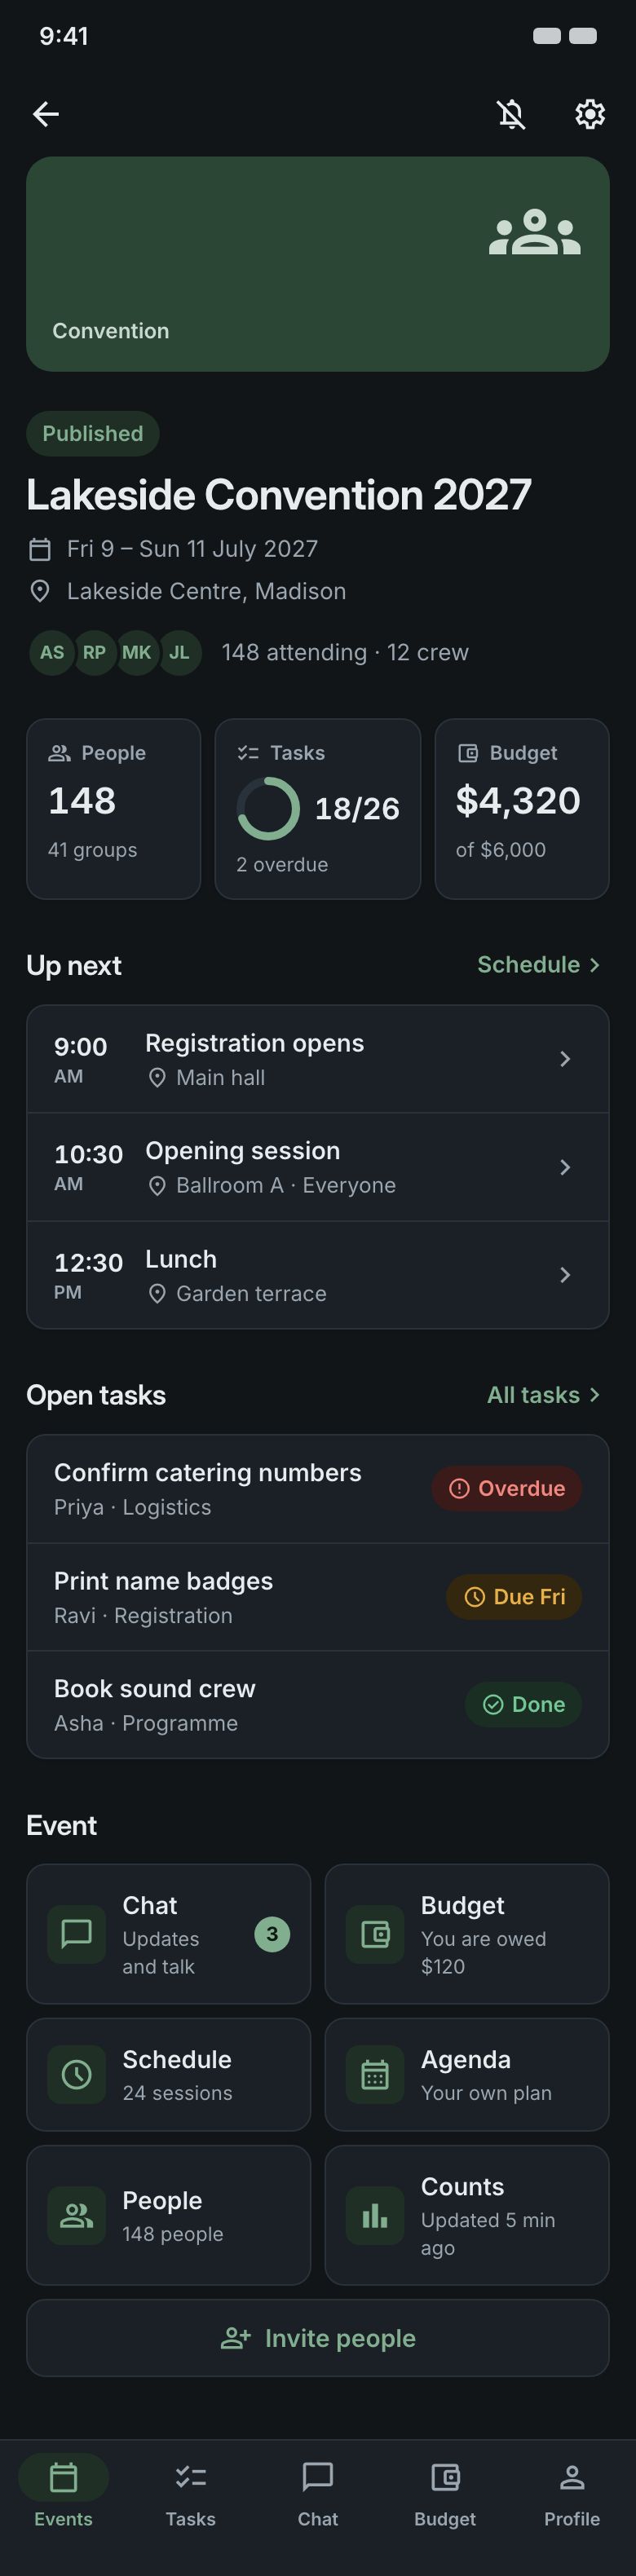 9:41
Convention
Published
Lakeside Convention 2027
Fri 9 – Sun 11 July 2027
Lakeside Centre, Madison
AS RP MK JL 148 attending · 12 crew
People
148
41 groups
Tasks
18/26
2 overdue
Budget
$4,320
of $6,000
Up next
Schedule
9:00 AM
Registration opens
Main hall
10:30 AM
Opening session
Ballroom A · Everyone
12:30 PM
Lunch
Garden terrace
Open tasks
All tasks
Confirm catering numbers
Priya · Logistics
Overdue
Print name badges
Ravi · Registration
Due Fri
Book sound crew
Asha · Programme
Done
Event
Chat
Updates
and talk
3
Budget
You are owed
$120
Schedule
24 sessions
Agenda
Your own plan
People
148 people
Counts
Updated 5 min
ago
Invite people
Events
Tasks
Chat
Budget
Profile